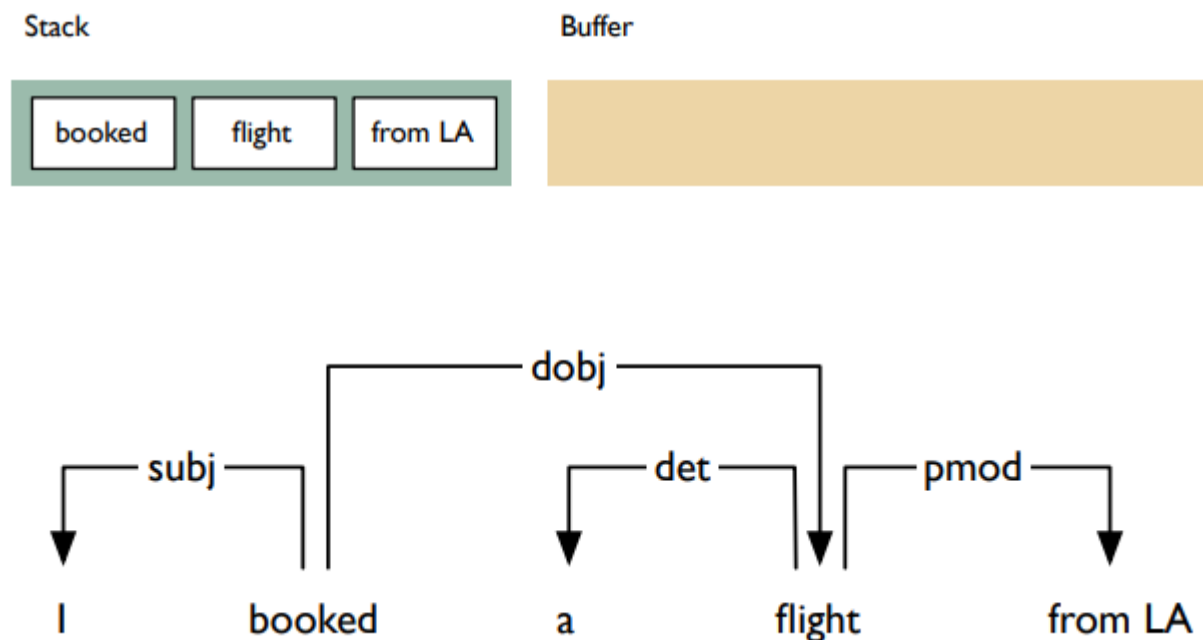 Stack Buffer
booked flight from LA
dobj
subj det pmod
I booked a flight from LA